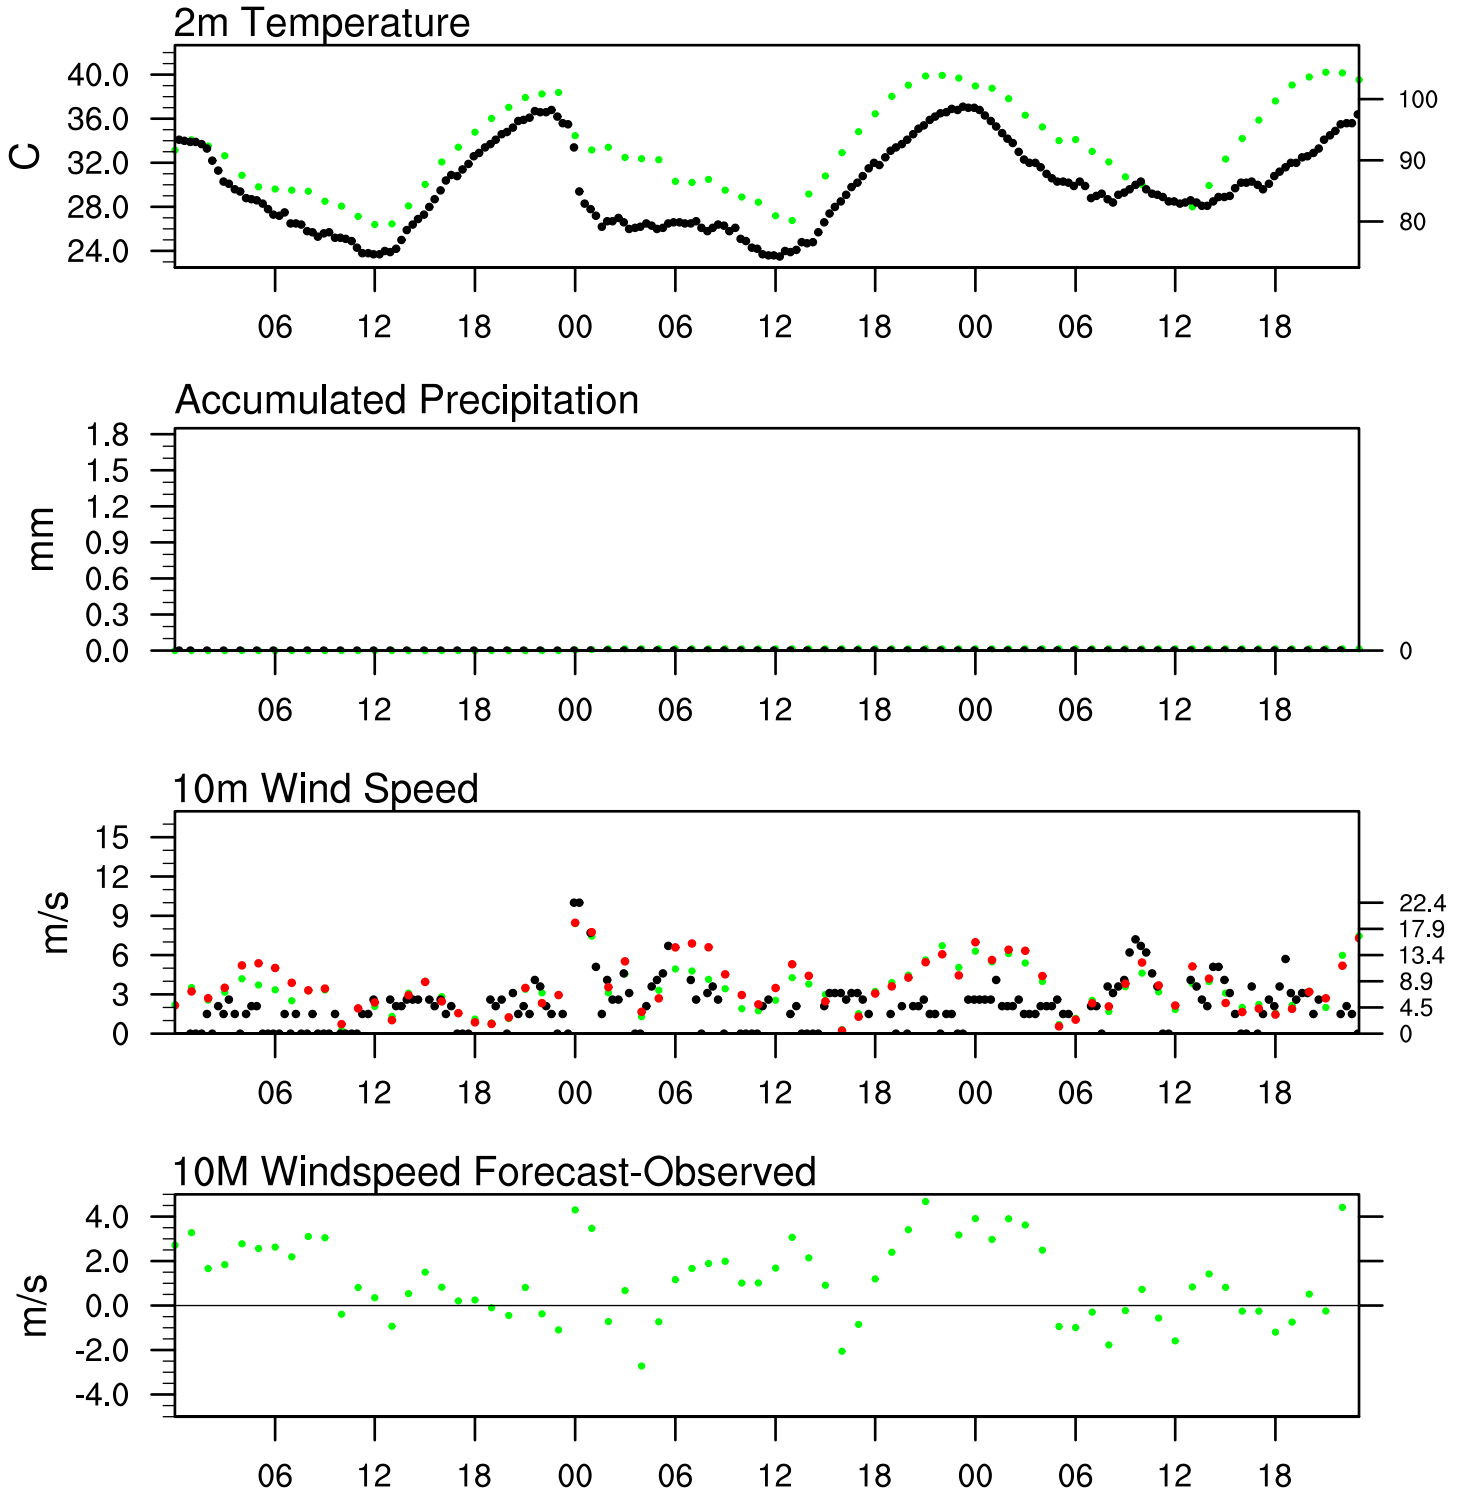 2m Temperature
40.0
36.0
32.0
28.0
24.0
C
100
90
80
06 12 18 00 06 12 18 00 06 12 18
Accumulated Precipitation
1.8
1.5
1.2
0.9
0.6
0.3
0.0
mm
0
06 12 18 00 06 12 18 00 06 12 18
10m Wind Speed
15
12
9
6
3
0
m/s
22.4
17.9
13.4
8.9
4.5
0
06 12 18 00 06 12 18 00 06 12 18
10M Windspeed Forecast-Observed
4.0
2.0
0.0
-2.0
-4.0
m/s
06 12 18 00 06 12 18 00 06 12 18